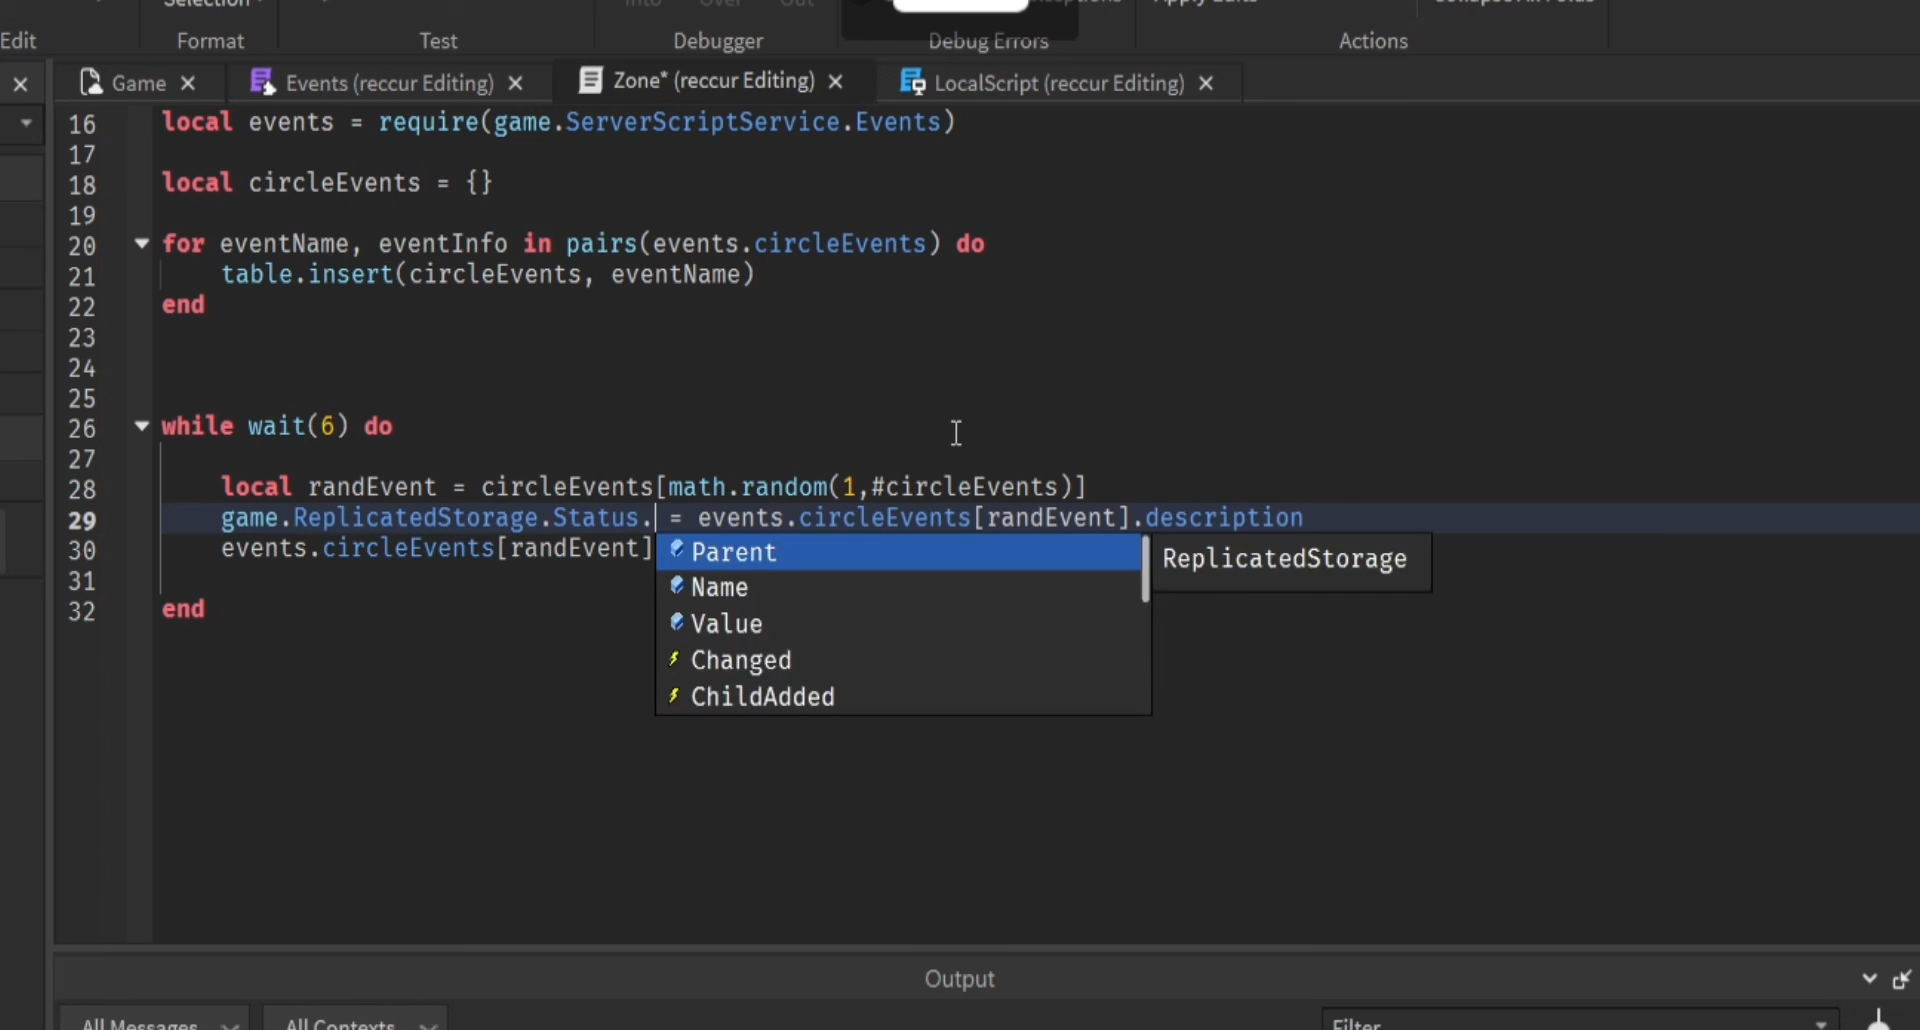 Edit
Format
Test
Debugger
Debug Errors
Actions
Game
Events (reccur Editing)
Zone* (reccur Editing)
LocalScript (reccur Editing)
16 local events = require(game.ServerScriptService.Events)
17
18 local circleEvents = {}
19
20 for eventName, eventInfo in pairs(events.circleEvents) do
21 table.insert(circleEvents, eventName)
22 end
23
24
25
26 while wait(6) do
27
28 local randEvent = circleEvents[math.random(1,#circleEvents)]
29 game.ReplicatedStorage.Status. = events.circleEvents[randEvent].description
30 events.circleEvents[randEvent]
31
32 end
Parent
Name
Value
Changed
ChildAdded
ReplicatedStorage
Output
All Messages
All Contexts
Filter